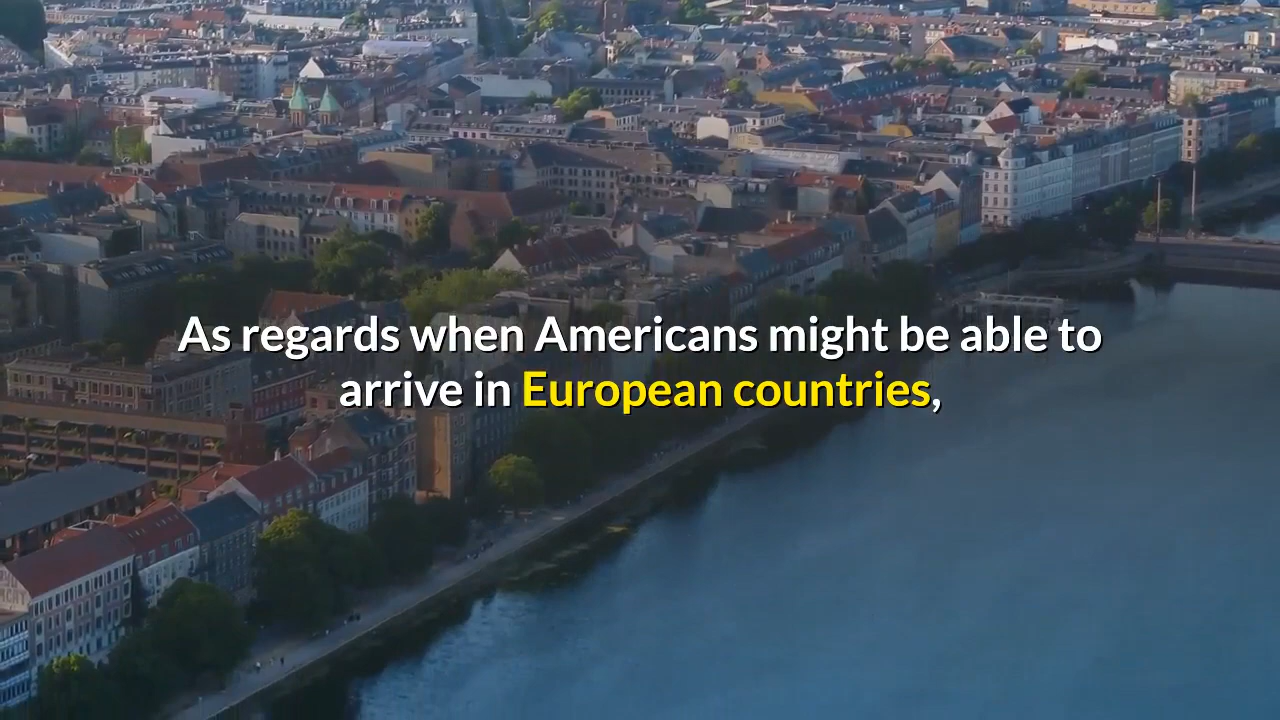 As regards when Americans might be able to
arrive in European countries,